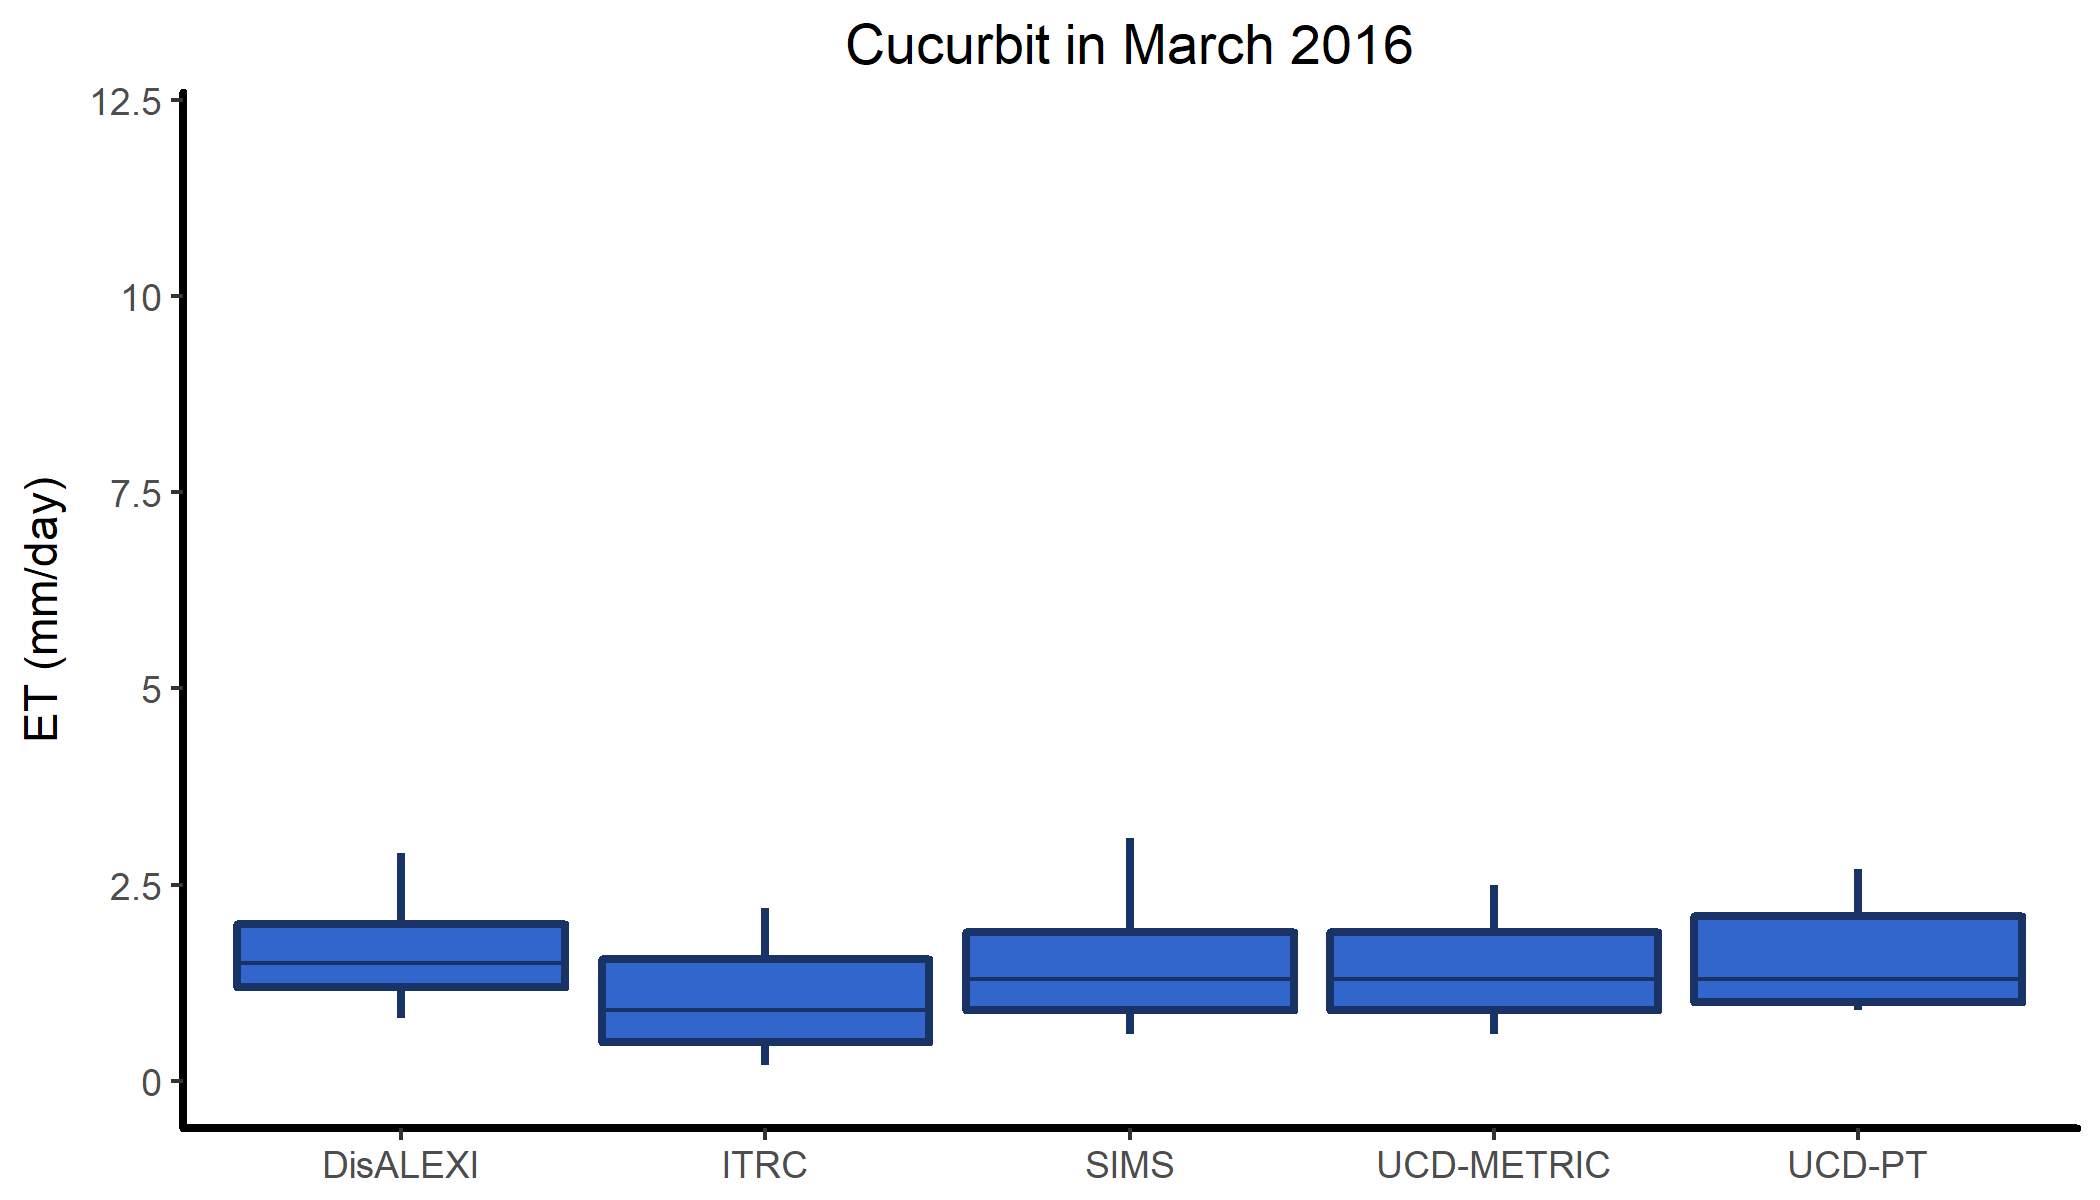 Cucurbit in March 2016
12.5
10
7.5
5
2.5
0
ET (mm/day)
DisALEXI
ITRC
SIMS
UCD-METRIC
UCD-PT